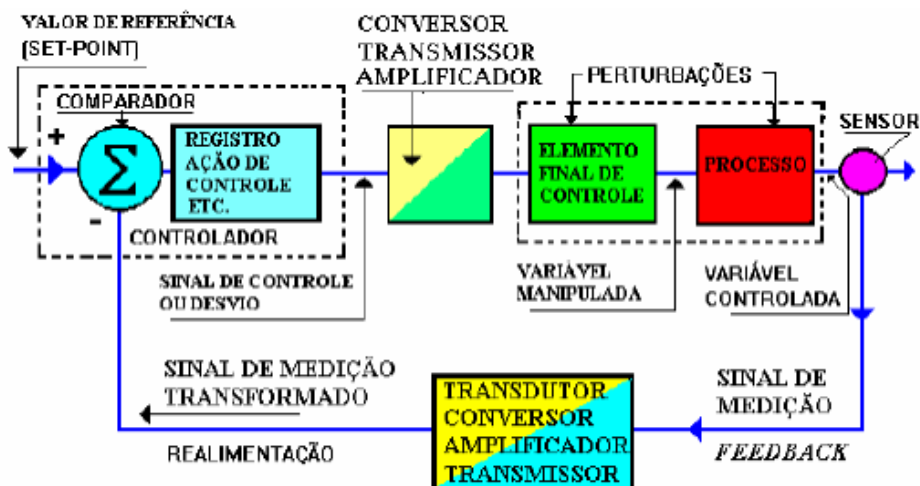 VALOR DE REFERÊNCIA
(SET-POINT)
CONVERSOR
TRANSMISSOR
AMPLIFICADOR
PERTURBAÇÕES
SENSOR
COMPARADOR
+
Σ
-
REGISTRO
AÇÃO DE
CONTROLE
ETC.
CONTROLADOR
ELEMENTO
FINAL DE
CONTROLE
PROCESSO
SINAL DE CONTROLE
OU DESVIO
VARIÁVEL
MANIPULADA
VARIÁVEL
CONTROLADA
SINAL DE MEDIÇÃO
TRANSFORMADO
REALIMENTAÇÃO
TRANSDUTOR
CONVERSOR
AMPLIFICADOR
TRANSMISSOR
SINAL DE
MEDIÇÃO
FEEDBACK